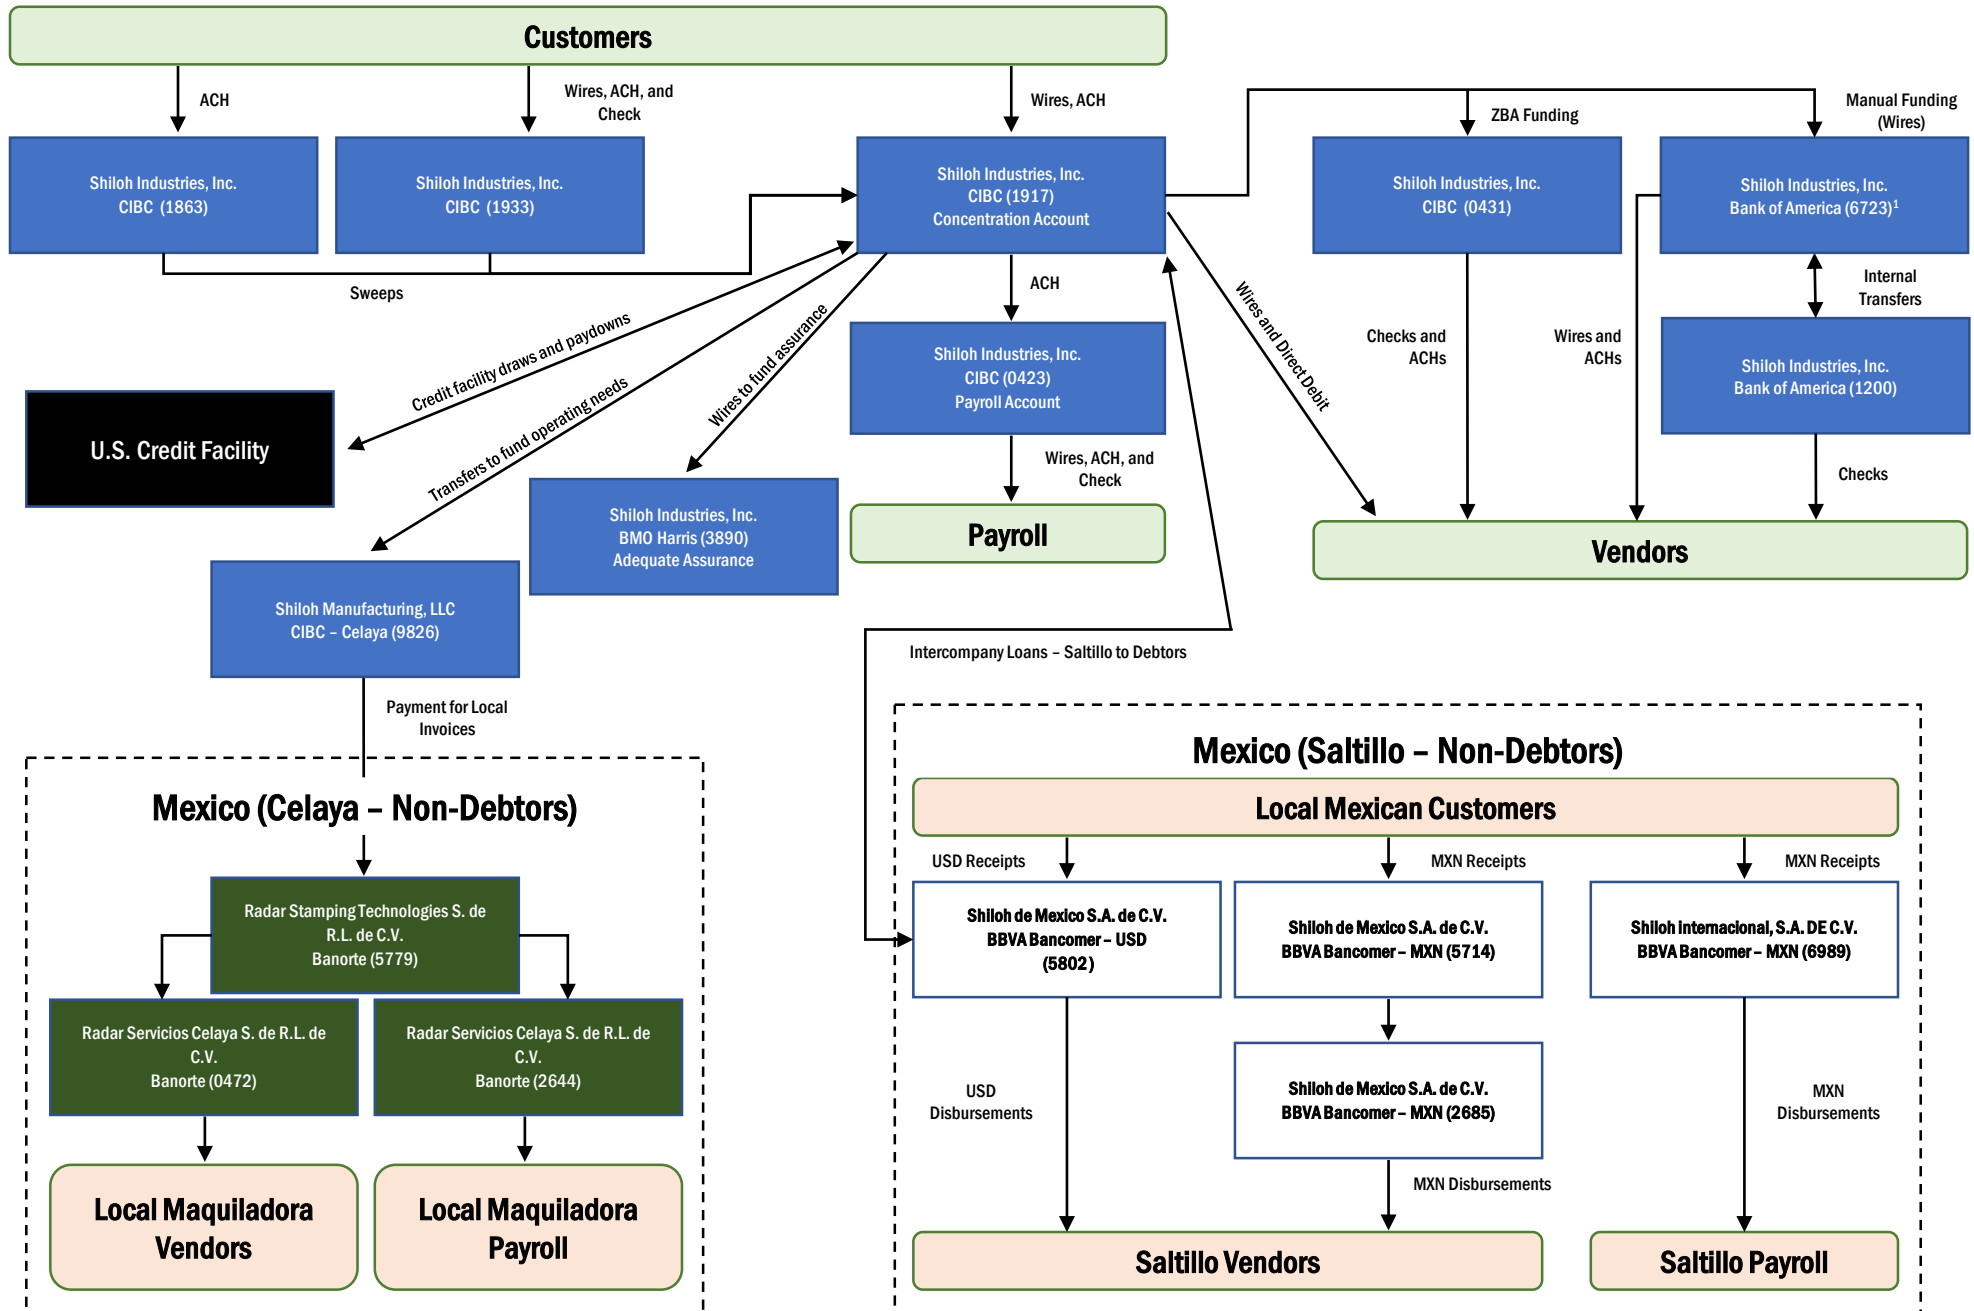 Customers
ACH
Wires, ACH, and
Check
Wires, ACH
ZBA Funding
Manual Funding
(Wires)
Shiloh Industries, Inc.
CIBC (1863)
Shiloh Industries, Inc.
CIBC (1933)
Shiloh Industries, Inc.
CIBC (1917)
Concentration Account
Shiloh Industries, Inc.
CIBC (0431)
Shiloh Industries, Inc.
Bank of America (6723)¹
Sweeps
ACH
Internal
Transfers
Credit facility draws and paydowns
Transfers to fund operating needs
Wires to fund assurance
Wires and Direct Debit
Checks and
ACHs
Wires and
ACHs
Shiloh Industries, Inc.
CIBC (0423)
Payroll Account
Shiloh Industries, Inc.
Bank of America (1200)
U.S. Credit Facility
Wires, ACH, and
Check
Checks
Shiloh Industries, Inc.
BMO Harris (3890)
Adequate Assurance
Payroll
Vendors
Shiloh Manufacturing, LLC
CIBC – Celaya (9826)
Intercompany Loans – Saltillo to Debtors
Payment for Local
Invoices
Mexico (Celaya – Non-Debtors)
Radar Stamping Technologies S. de
R.L. de C.V.
Banorte (5779)
Radar Servicios Celaya S. de R.L. de
C.V.
Banorte (0472)
Radar Servicios Celaya S. de R.L. de
C.V.
Banorte (2644)
Local Maquiladora
Vendors
Local Maquiladora
Payroll
Mexico (Saltillo – Non-Debtors)
Local Mexican Customers
USD Receipts
MXN Receipts
MXN Receipts
Shiloh de Mexico S.A. de C.V.
BBVA Bancomer – USD
(5802)
Shiloh de Mexico S.A. de C.V.
BBVA Bancomer – MXN (5714)
Shiloh Internacional, S.A. DE C.V.
BBVA Bancomer – MXN (6989)
Shiloh de Mexico S.A. de C.V.
BBVA Bancomer – MXN (2685)
USD
Disbursements
MXN
Disbursements
MXN Disbursements
Saltillo Vendors
Saltillo Payroll